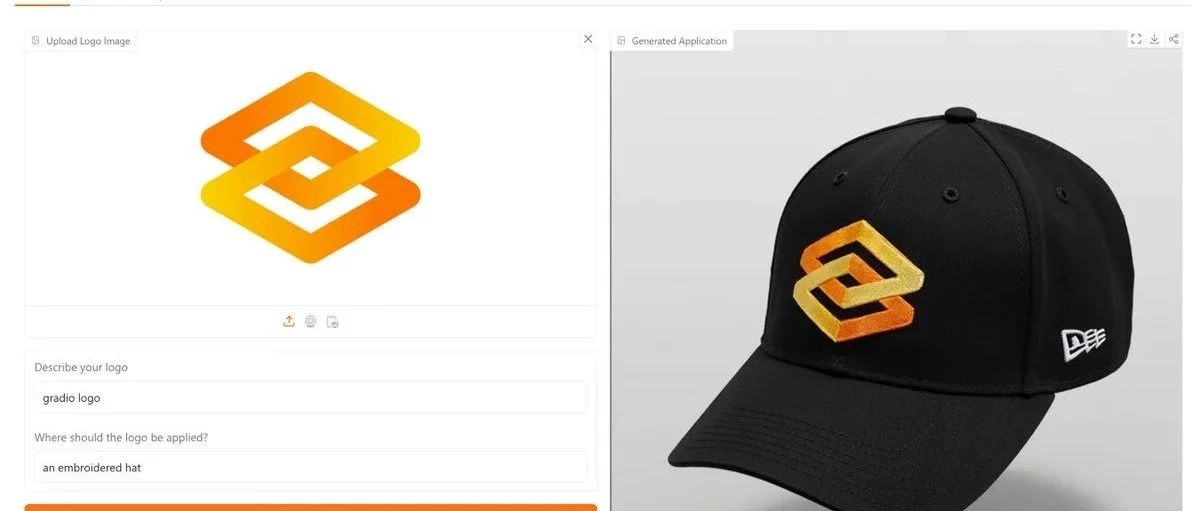 Upload Logo Image
Generated Application
Describe your logo
gradio logo
Where should the logo be applied?
an embroidered hat